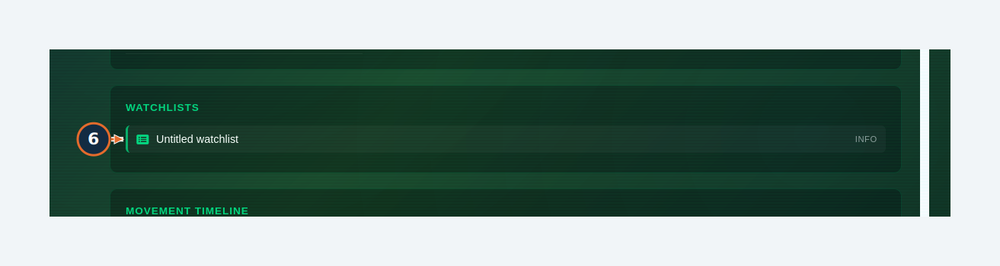 WATCHLISTS
6
Untitled watchlist INFO
MOVEMENT TIMELINE